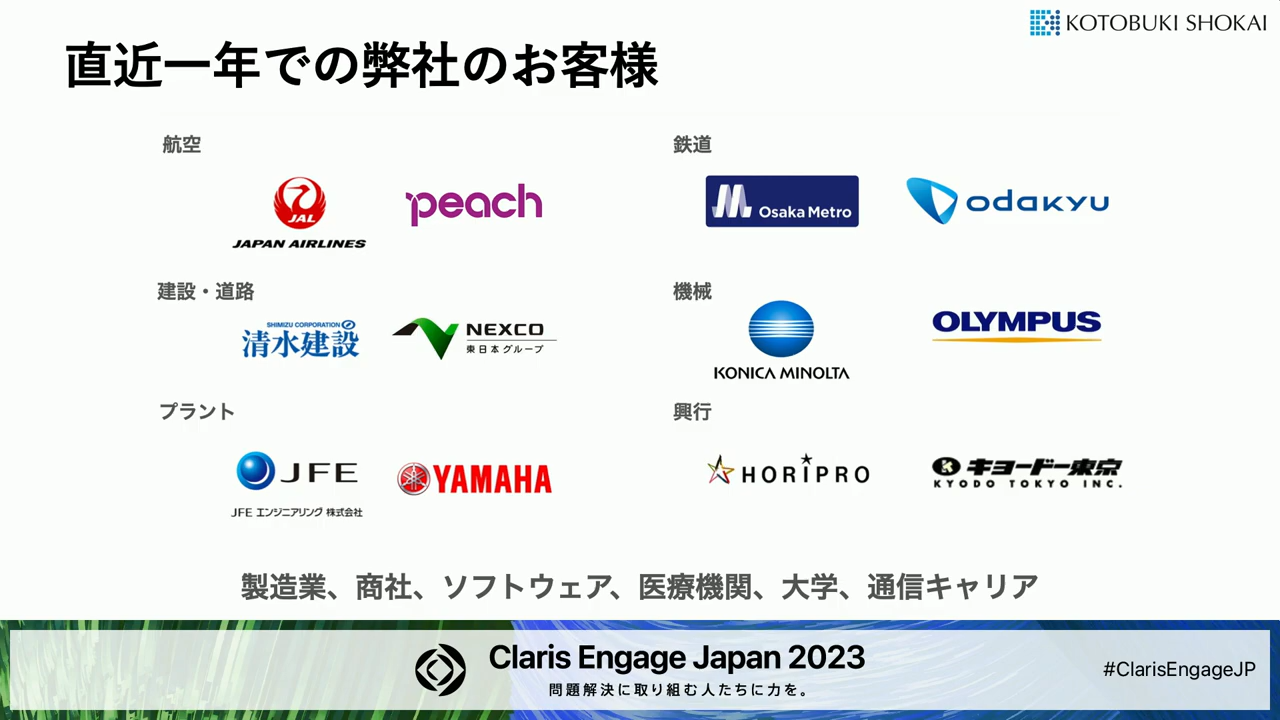 KOTOBUKI SHOKAI
直近一年での弊社のお客様
航空
JAL
JAPAN AIRLINES
peach
鉄道
Osaka Metro
odakyu
建設・道路
SHIMIZU CORPORATION
清水建設
NEXCO
東日本グループ
機械
KONICA MINOLTA
OLYMPUS
プラント
JFE
JFE エンジニアリング 株式会社
YAMAHA
興行
HORIPRO
キョードー東京
KYODO TOKYO INC.
製造業、商社、ソフトウェア、医療機関、大学、通信キャリア
Claris Engage Japan 2023
問題解決に取り組む人たちに力を。
#ClarisEngageJP